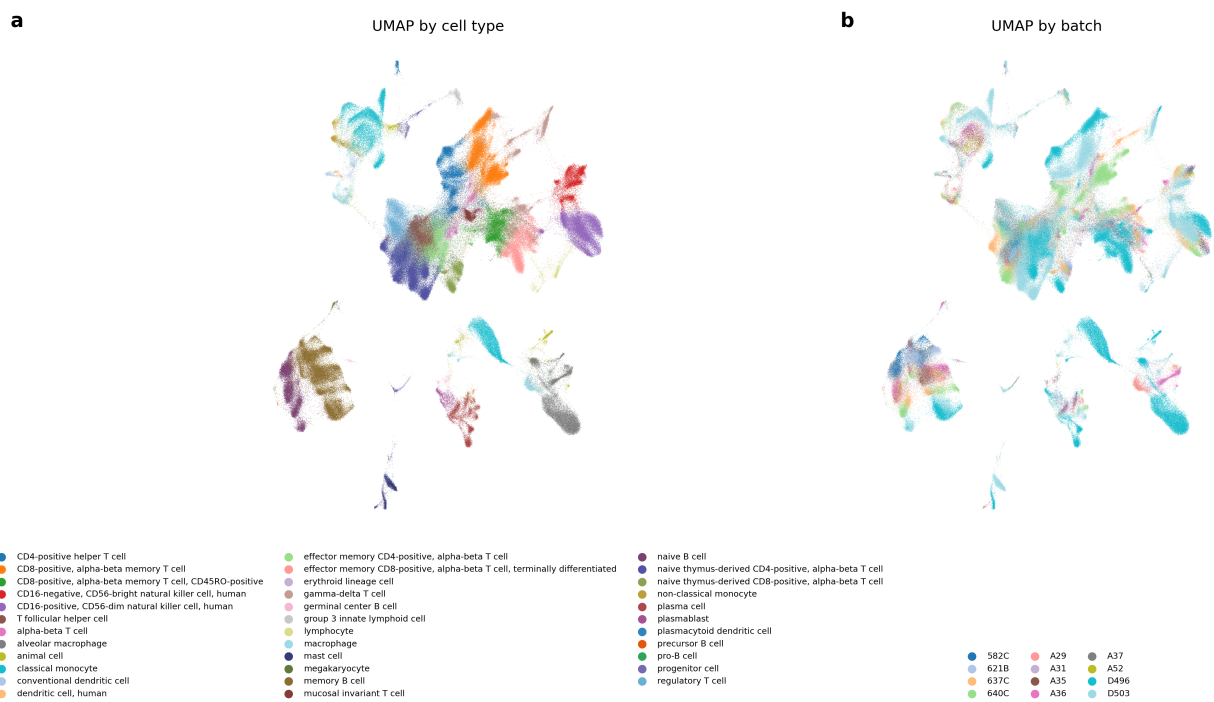 a
UMAP by cell type
CD4-positive helper T cell
CD8-positive, alpha-beta memory T cell
CD8-positive, alpha-beta memory T cell, CD45RO-positive
CD16-negative, CD56-bright natural killer cell, human
CD16-positive, CD56-dim natural killer cell, human
T follicular helper cell
alpha-beta T cell
alveolar macrophage
animal cell
classical monocyte
conventional dendritic cell
dendritic cell, human
effector memory CD4-positive, alpha-beta T cell
effector memory CD8-positive, alpha-beta T cell, terminally differentiated
erythroid lineage cell
gamma-delta T cell
germinal center B cell
group 3 innate lymphoid cell
lymphocyte
macrophage
mast cell
megakaryocyte
memory B cell
mucosal invariant T cell
naive B cell
naive thymus-derived CD4-positive, alpha-beta T cell
naive thymus-derived CD8-positive, alpha-beta T cell
non-classical monocyte
plasma cell
plasmablast
plasmacytoid dendritic cell
precursor B cell
pro-B cell
progenitor cell
regulatory T cell
b
UMAP by batch
582C
621B
637C
640C
A29
A31
A35
A36
A37
A52
D496
D503